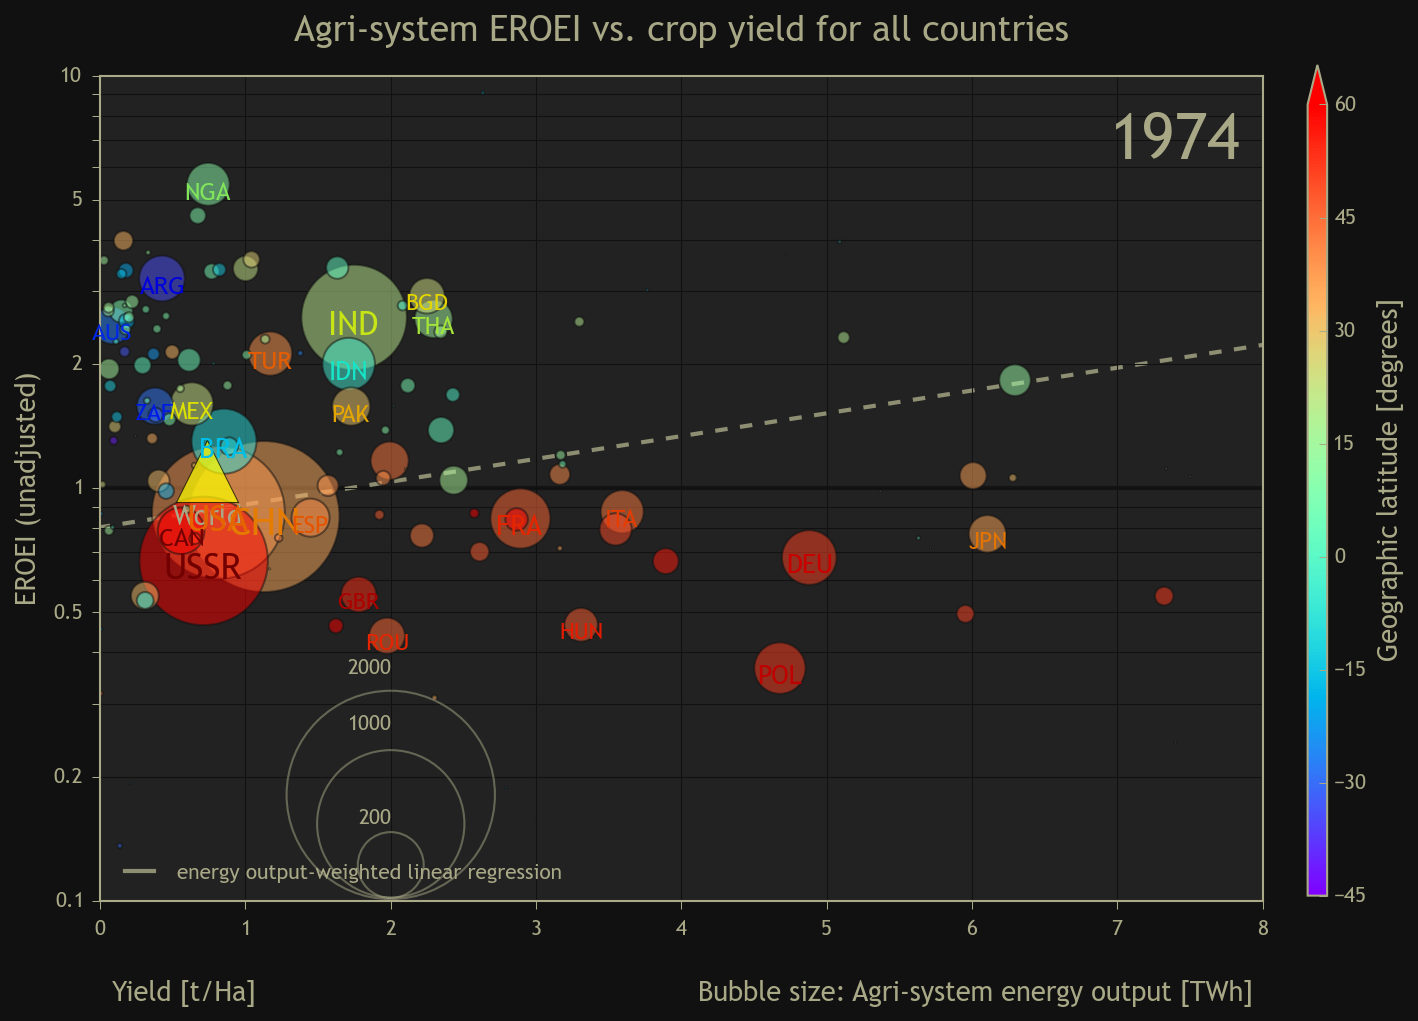 Agri-system EROEI vs. crop yield for all countries
1974
10
5
2
1
0.5
0.2
0.1
EROEI (unadjusted)
NGA
ARG
AUS
IND
BGD
THA
TUR
IDN
ZAF
MEX
PAK
BRA
World
USA
CHN
ESP
CAN
USSR
FRA
ITA
JPN
DEU
GBR
ROU
HUN
POL
2000
1000
200
energy output-weighted linear regression
0 1 2 3 4 5 6 7 8
Yield [t/Ha]
Bubble size: Agri-system energy output [TWh]
60
45
30
15
0
−15
−30
−45
Geographic latitude [degrees]